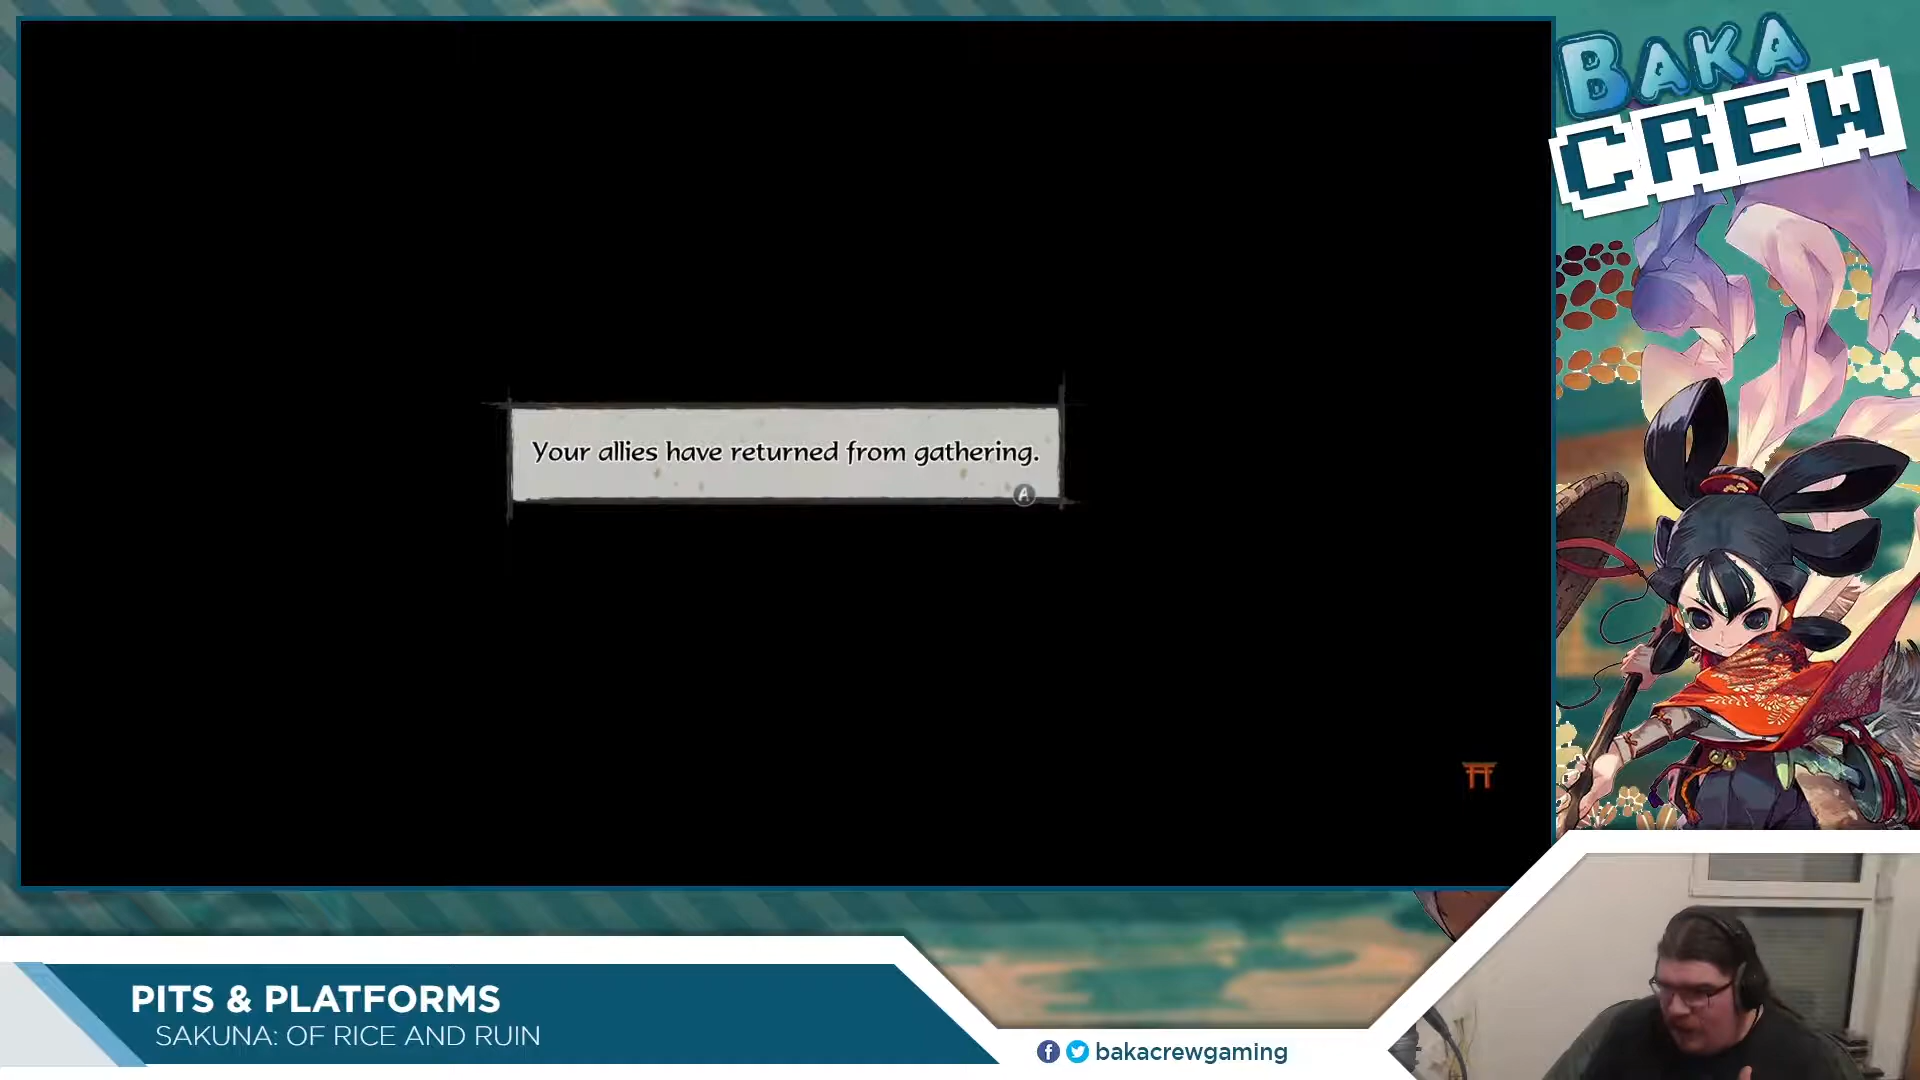 BAKA
CREW
Your allies have returned from gathering.
A
PITS & PLATFORMS
SAKUNA: OF RICE AND RUIN
bakacrewgaming